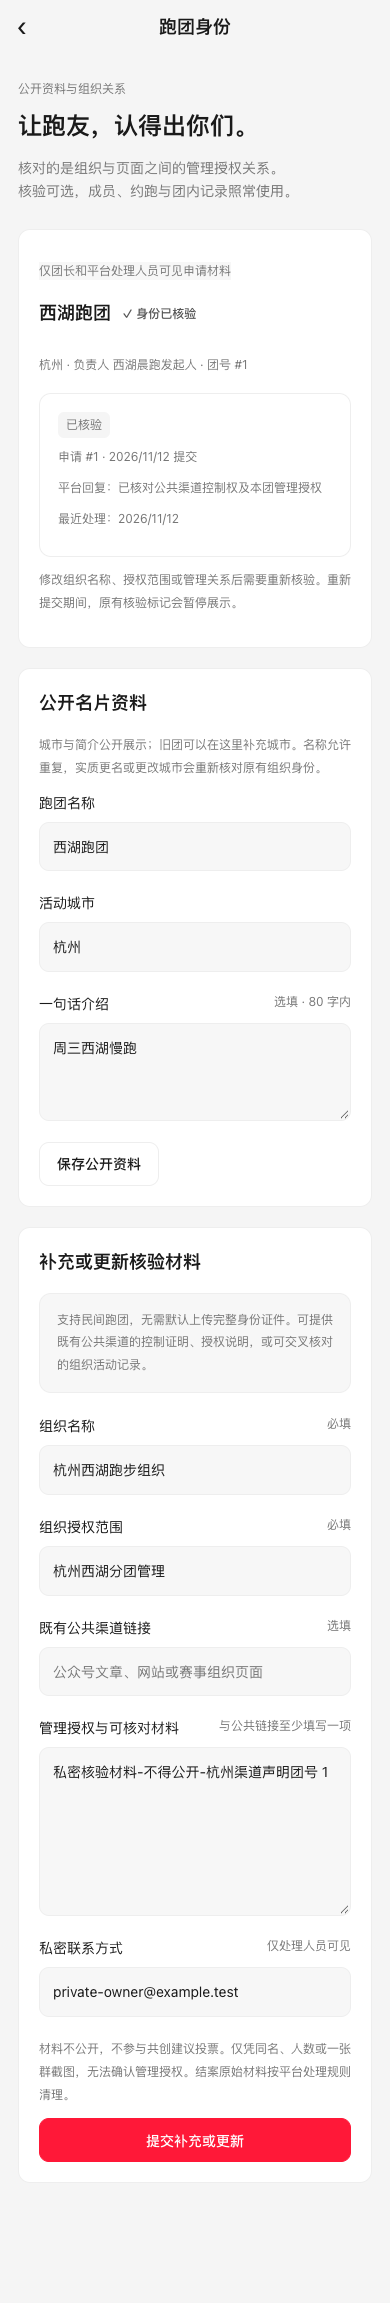 跑团身份
公开资料与组织关系
让跑友，认得出你们。
核对的是组织与页面之间的管理授权关系。
核验可选，成员、约跑与团内记录照常使用。
仅团长和平台处理人员可见申请材料
西湖跑团 ✓ 身份已核验
杭州 · 负责人 西湖晨跑发起人 · 团号 #1
已核验
申请 #1 · 2026/11/12 提交
平台回复：已核对公共渠道控制权及本团管理授权
最近处理：2026/11/12
修改组织名称、授权范围或管理关系后需要重新核验。重新
提交期间，原有核验标记会暂停展示。
公开名片资料
城市与简介公开展示；旧团可以在这里补充城市。名称允许
重复，实质更名或更改城市会重新核对原有组织身份。
跑团名称
西湖跑团
活动城市
杭州
一句话介绍 选填 · 80 字内
周三西湖慢跑
保存公开资料
补充或更新核验材料
支持民间跑团，无需默认上传完整身份证件。可提供
既有公共渠道的控制证明、授权说明，或可交叉核对
的组织活动记录。
组织名称 必填
杭州西湖跑步组织
组织授权范围 必填
杭州西湖分团管理
既有公共渠道链接 选填
公众号文章、网站或赛事组织页面
管理授权与可核对材料 与公共链接至少填写一项
私密核验材料-不得公开-杭州渠道声明团号 1
私密联系方式 仅处理人员可见
private-owner@example.test
材料不公开，不参与共创建议投票。仅凭同名、人数或一张
群截图，无法确认管理授权。结案原始材料按平台处理规则
清理。
提交补充或更新